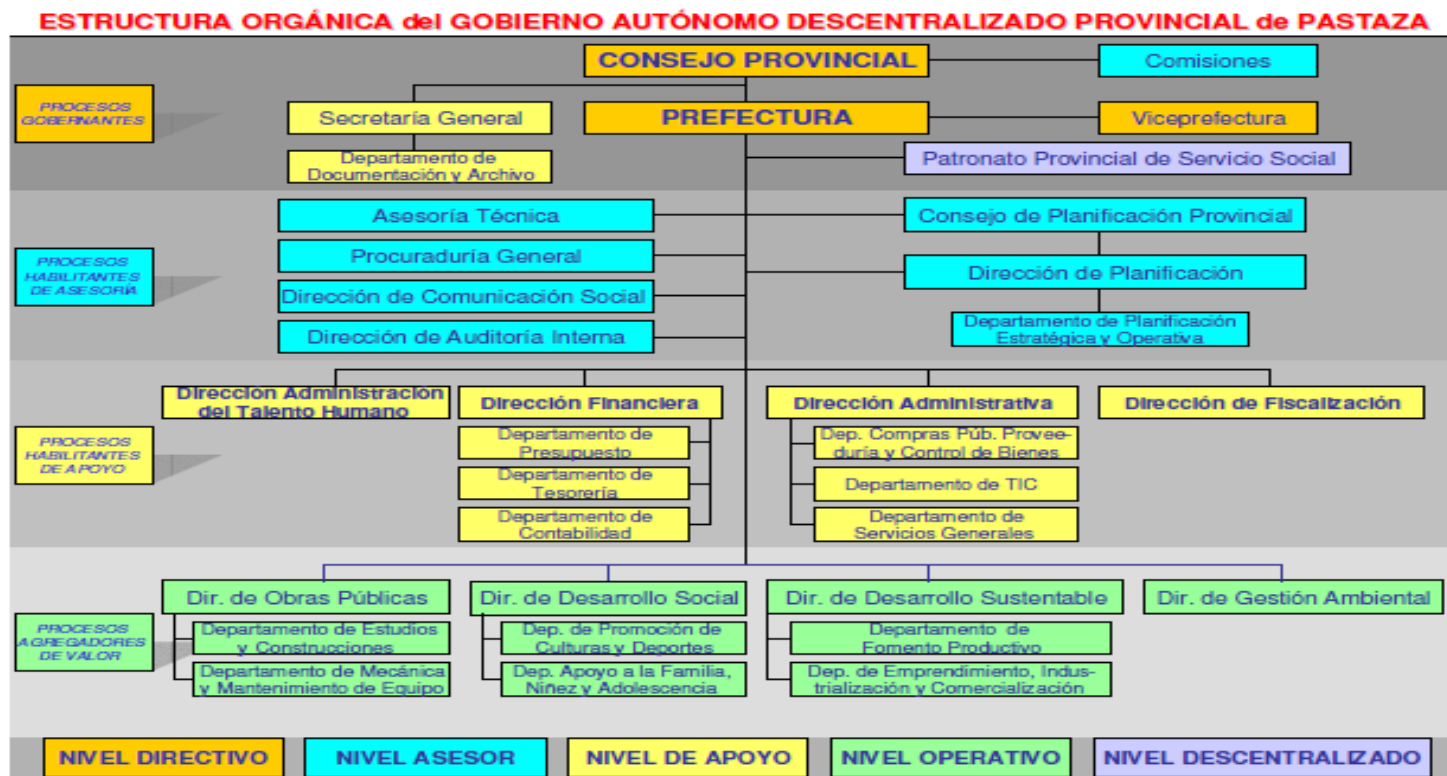 ESTRUCTURA ORGÁNICA del GOBIERNO AUTÓNOMO DESCENTRALIZADO PROVINCIAL de PASTAZA
CONSEJO PROVINCIAL
Comisiones
PROCESOS
GOBERNANTES
Secretaría General
PREFECTURA
Viceprefectura
Departamento de
Documentación y Archivo
Patronato Provincial de Servicio Social
PROCESOS
HABILITANTES
DE ASESORÍA
Asesoría Técnica
Consejo de Planificación Provincial
Procuraduría General
Dirección de Planificación
Dirección de Comunicación Social
Dirección de Auditoría Interna
Departamento de Planificación
Estratégica y Operativa
PROCESOS
HABILITANTES
DE APOYO
Dirección Administración
del Talento Humano
Dirección Financiera
Dirección Administrativa
Dirección de Fiscalización
Departamento de
Presupuesto
Dep. Compras Púb. Provee-
duría y Control de Bienes
Departamento de
Tesorería
Departamento de TIC
Departamento de
Contabilidad
Departamento de
Servicios Generales
PROCESOS
AGREGADORES
DE VALOR
Dir. de Obras Públicas
Dir. de Desarrollo Social
Dir. de Desarrollo Sustentable
Dir. de Gestión Ambiental
Departamento de Estudios
y Construcciones
Dep. de Promoción de
Culturas y Deportes
Departamento de
Fomento Productivo
Departamento de Mecánica
y Mantenimiento de Equipo
Dep. Apoyo a la Familia,
Niñez y Adolescencia
Dep. de Emprendimiento, Indus-
trialización y Comercialización
NIVEL DIRECTIVO
NIVEL ASESOR
NIVEL DE APOYO
NIVEL OPERATIVO
NIVEL DESCENTRALIZADO